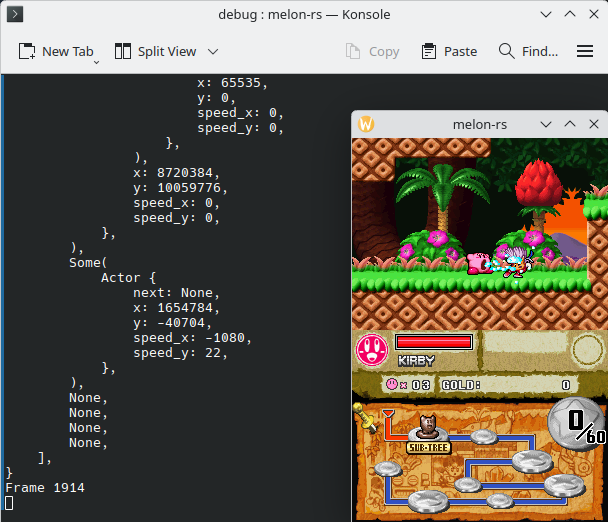 debug : melon-rs — Konsole
New Tab
Split View
Copy
Paste
Find...
x: 65535,
y: 0,
speed_x: 0,
speed_y: 0,
},
),
x: 8720384,
y: 10059776,
speed_x: 0,
speed_y: 0,
},
),
Some(
Actor {
next: None,
x: 1654784,
y: -40704,
speed_x: -1080,
speed_y: 22,
},
),
None,
None,
None,
None,
],
}
Frame 1914
melon-rs
KIRBY
× 03 GOLD: 0
0/60
SUB-TREE